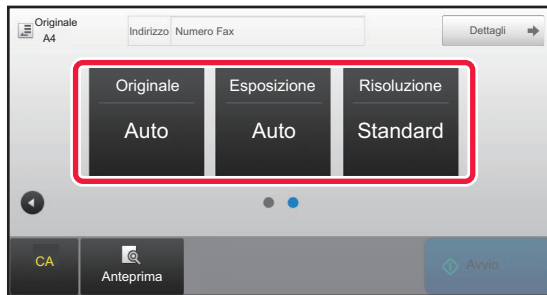 Originale
A4
Indirizzo Numero Fax
Dettagli
Originale Esposizione Risoluzione
Auto Auto Standard
CA
Anteprima
Avvio